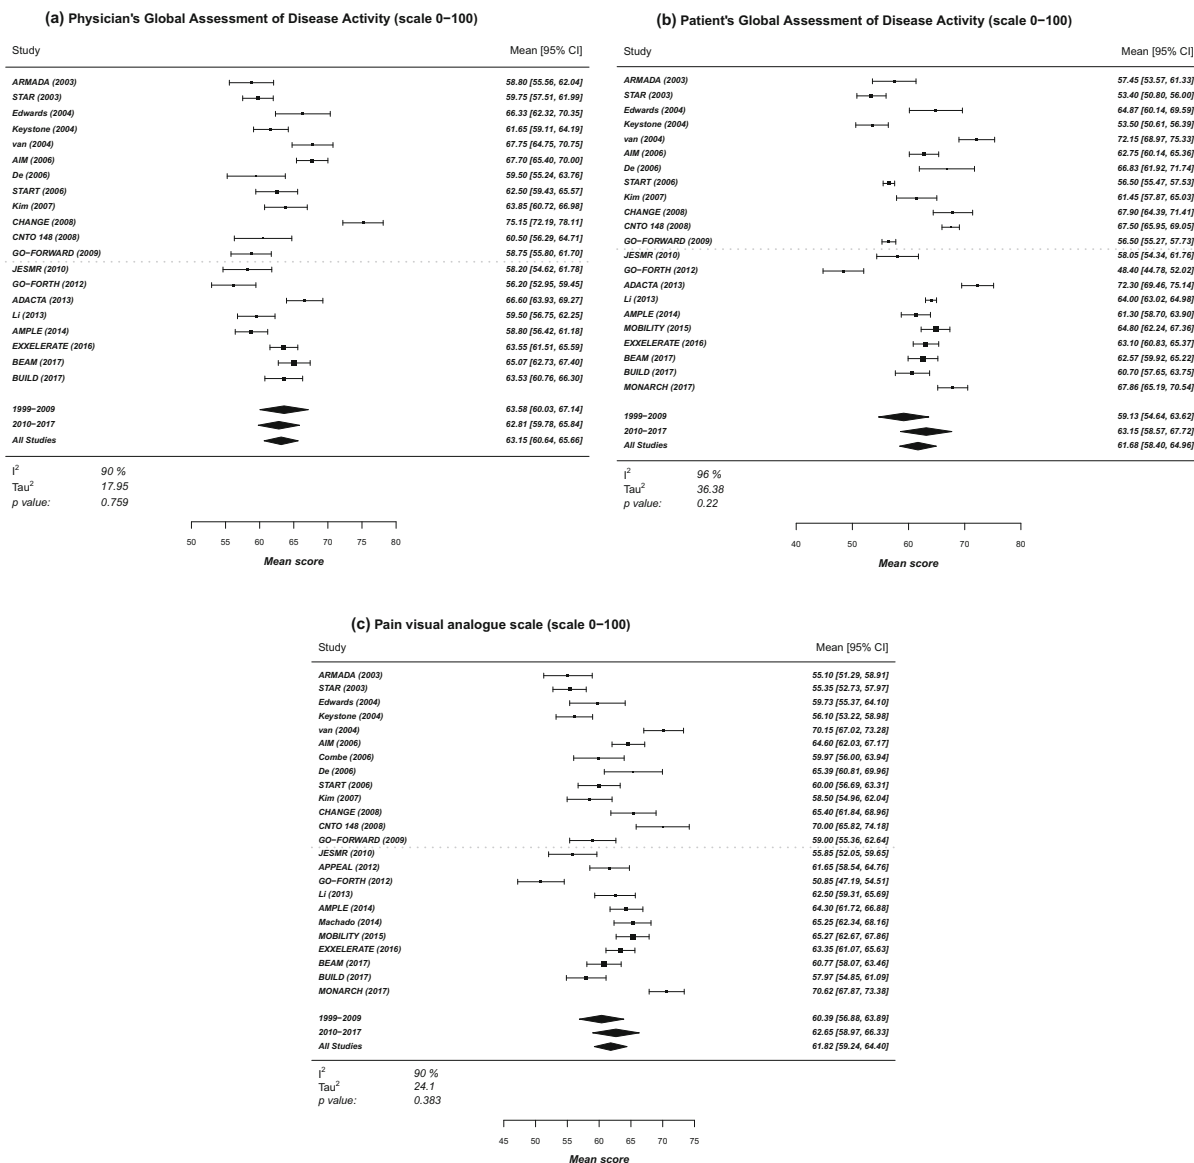 (a) Physician's Global Assessment of Disease Activity (scale 0−100)
Study Mean [95% CI]
ARMADA (2003) 58.80 [55.56, 62.04]
STAR (2003) 59.75 [57.51, 61.99]
Edwards (2004) 66.33 [62.32, 70.35]
Keystone (2004) 61.65 [59.11, 64.19]
van (2004) 67.75 [64.75, 70.75]
AIM (2006) 67.70 [65.40, 70.00]
De (2006) 59.50 [55.24, 63.76]
START (2006) 62.50 [59.43, 65.57]
Kim (2007) 63.85 [60.72, 66.98]
CHANGE (2008) 75.15 [72.19, 78.11]
CNTO 148 (2008) 60.50 [56.29, 64.71]
GO−FORWARD (2009) 58.75 [55.80, 61.70]
JESMR (2010) 58.20 [54.62, 61.78]
GO−FORTH (2012) 56.20 [52.95, 59.45]
ADACTA (2013) 66.60 [63.93, 69.27]
Li (2013) 59.50 [56.75, 62.25]
AMPLE (2014) 58.80 [56.42, 61.18]
EXXELERATE (2016) 63.55 [61.51, 65.59]
BEAM (2017) 65.07 [62.73, 67.40]
BUILD (2017) 63.53 [60.76, 66.30]
1999−2009 63.58 [60.03, 67.14]
2010−2017 62.81 [59.78, 65.84]
All Studies 63.15 [60.64, 65.66]
I² 90 %
Tau² 17.95
p value: 0.759
50 55 60 65 70 75 80
Mean score
(b) Patient's Global Assessment of Disease Activity (scale 0−100)
Study Mean [95% CI]
ARMADA (2003) 57.45 [53.57, 61.33]
STAR (2003) 53.40 [50.80, 56.00]
Edwards (2004) 64.87 [60.14, 69.59]
Keystone (2004) 53.50 [50.61, 56.39]
van (2004) 72.15 [68.97, 75.33]
AIM (2006) 62.75 [60.14, 65.36]
De (2006) 66.83 [61.92, 71.74]
START (2006) 56.50 [55.47, 57.53]
Kim (2007) 61.45 [57.87, 65.03]
CHANGE (2008) 67.90 [64.39, 71.41]
CNTO 148 (2008) 67.50 [65.95, 69.05]
GO−FORWARD (2009) 56.50 [55.27, 57.73]
JESMR (2010) 58.05 [54.34, 61.76]
GO−FORTH (2012) 48.40 [44.78, 52.02]
ADACTA (2013) 72.30 [69.46, 75.14]
Li (2013) 64.00 [63.02, 64.98]
AMPLE (2014) 61.30 [58.70, 63.90]
MOBILITY (2015) 64.80 [62.24, 67.36]
EXXELERATE (2016) 63.10 [60.83, 65.37]
BEAM (2017) 62.57 [59.92, 65.22]
BUILD (2017) 60.70 [57.65, 63.75]
MONARCH (2017) 67.86 [65.19, 70.54]
1999−2009 59.13 [54.64, 63.62]
2010−2017 63.15 [58.57, 67.72]
All Studies 61.68 [58.40, 64.96]
I² 96 %
Tau² 36.38
p value: 0.22
40 50 60 70 80
Mean score
(c) Pain visual analogue scale (scale 0−100)
Study Mean [95% CI]
ARMADA (2003) 55.10 [51.29, 58.91]
STAR (2003) 55.35 [52.73, 57.97]
Edwards (2004) 59.73 [55.37, 64.10]
Keystone (2004) 56.10 [53.22, 58.98]
van (2004) 70.15 [67.02, 73.28]
AIM (2006) 64.60 [62.03, 67.17]
Combe (2006) 59.97 [56.00, 63.94]
De (2006) 65.39 [60.81, 69.96]
START (2006) 60.00 [56.69, 63.31]
Kim (2007) 58.50 [54.96, 62.04]
CHANGE (2008) 65.40 [61.84, 68.96]
CNTO 148 (2008) 70.00 [65.82, 74.18]
GO−FORWARD (2009) 59.00 [55.36, 62.64]
JESMR (2010) 55.85 [52.05, 59.65]
APPEAL (2012) 61.65 [58.54, 64.76]
GO−FORTH (2012) 50.85 [47.19, 54.51]
Li (2013) 62.50 [59.31, 65.69]
AMPLE (2014) 64.30 [61.72, 66.88]
Machado (2014) 65.25 [62.34, 68.16]
MOBILITY (2015) 65.27 [62.67, 67.86]
EXXELERATE (2016) 63.35 [61.07, 65.63]
BEAM (2017) 60.77 [58.07, 63.46]
BUILD (2017) 57.97 [54.85, 61.09]
MONARCH (2017) 70.62 [67.87, 73.38]
1999−2009 60.39 [56.88, 63.89]
2010−2017 62.65 [58.97, 66.33]
All Studies 61.82 [59.24, 64.40]
I² 90 %
Tau² 24.1
p value: 0.383
45 50 55 60 65 70 75
Mean score